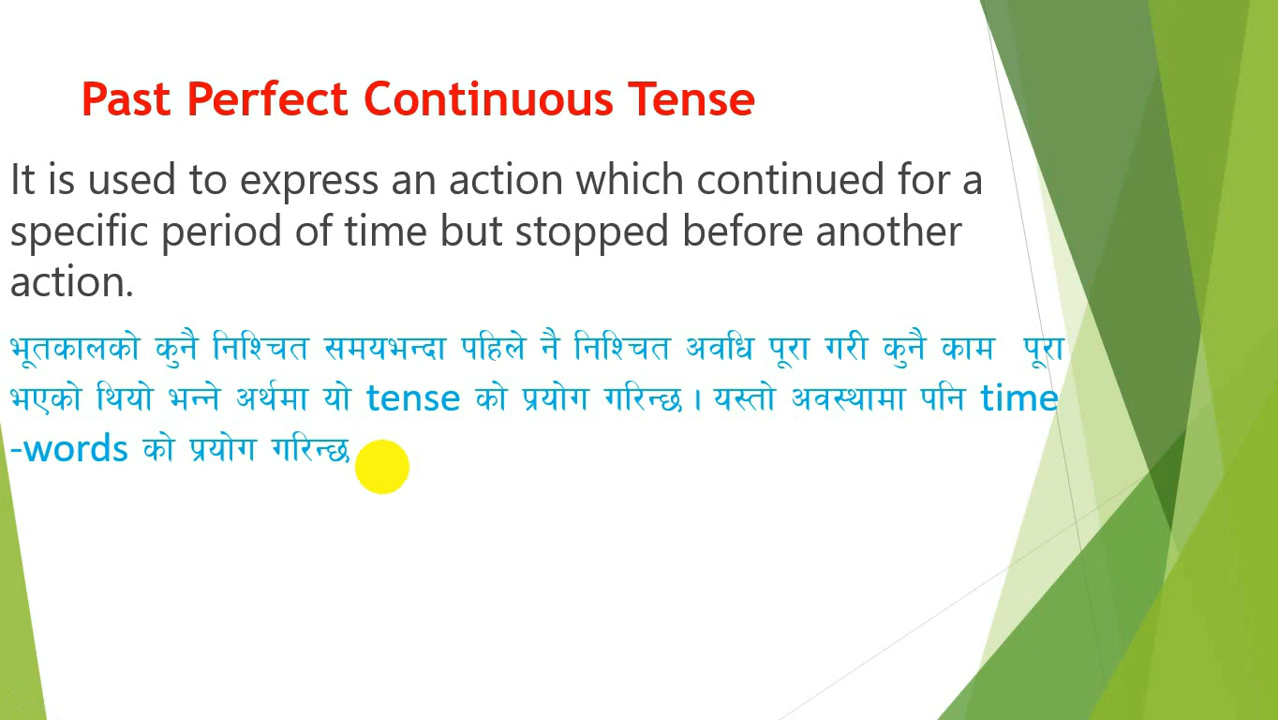 Past Perfect Continuous Tense
It is used to express an action which continued for a
specific period of time but stopped before another
action.
भूतकालको कुनै निश्चित समयभन्दा पहिले नै निश्चित अवधि पूरा गरी कुनै काम पूरा
भएको थियो भन्ने अर्थमा यो tense को प्रयोग गरिन्छ । यस्तो अवस्थामा पनि time
-words को प्रयोग गरिन्छ